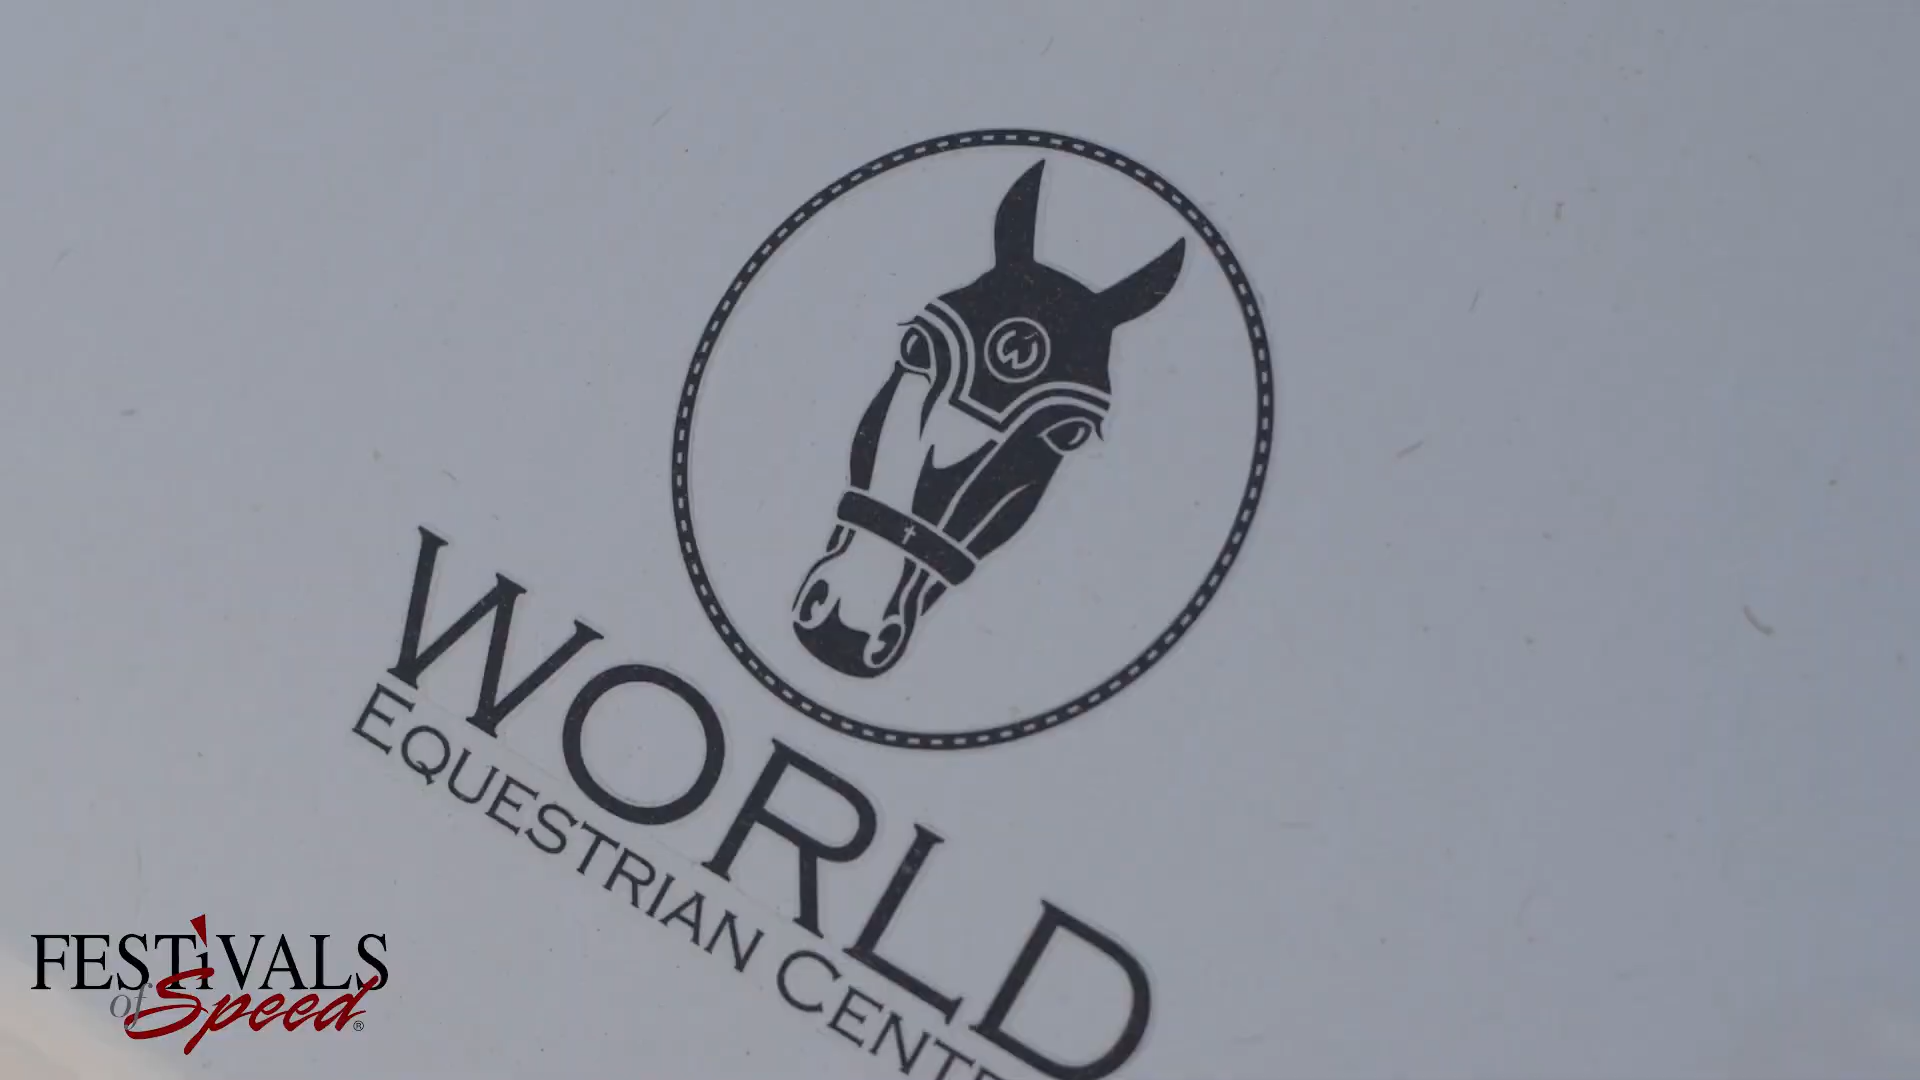 W
WORLD
EQUESTRIAN CENT
FESTiVALS
of Speed®